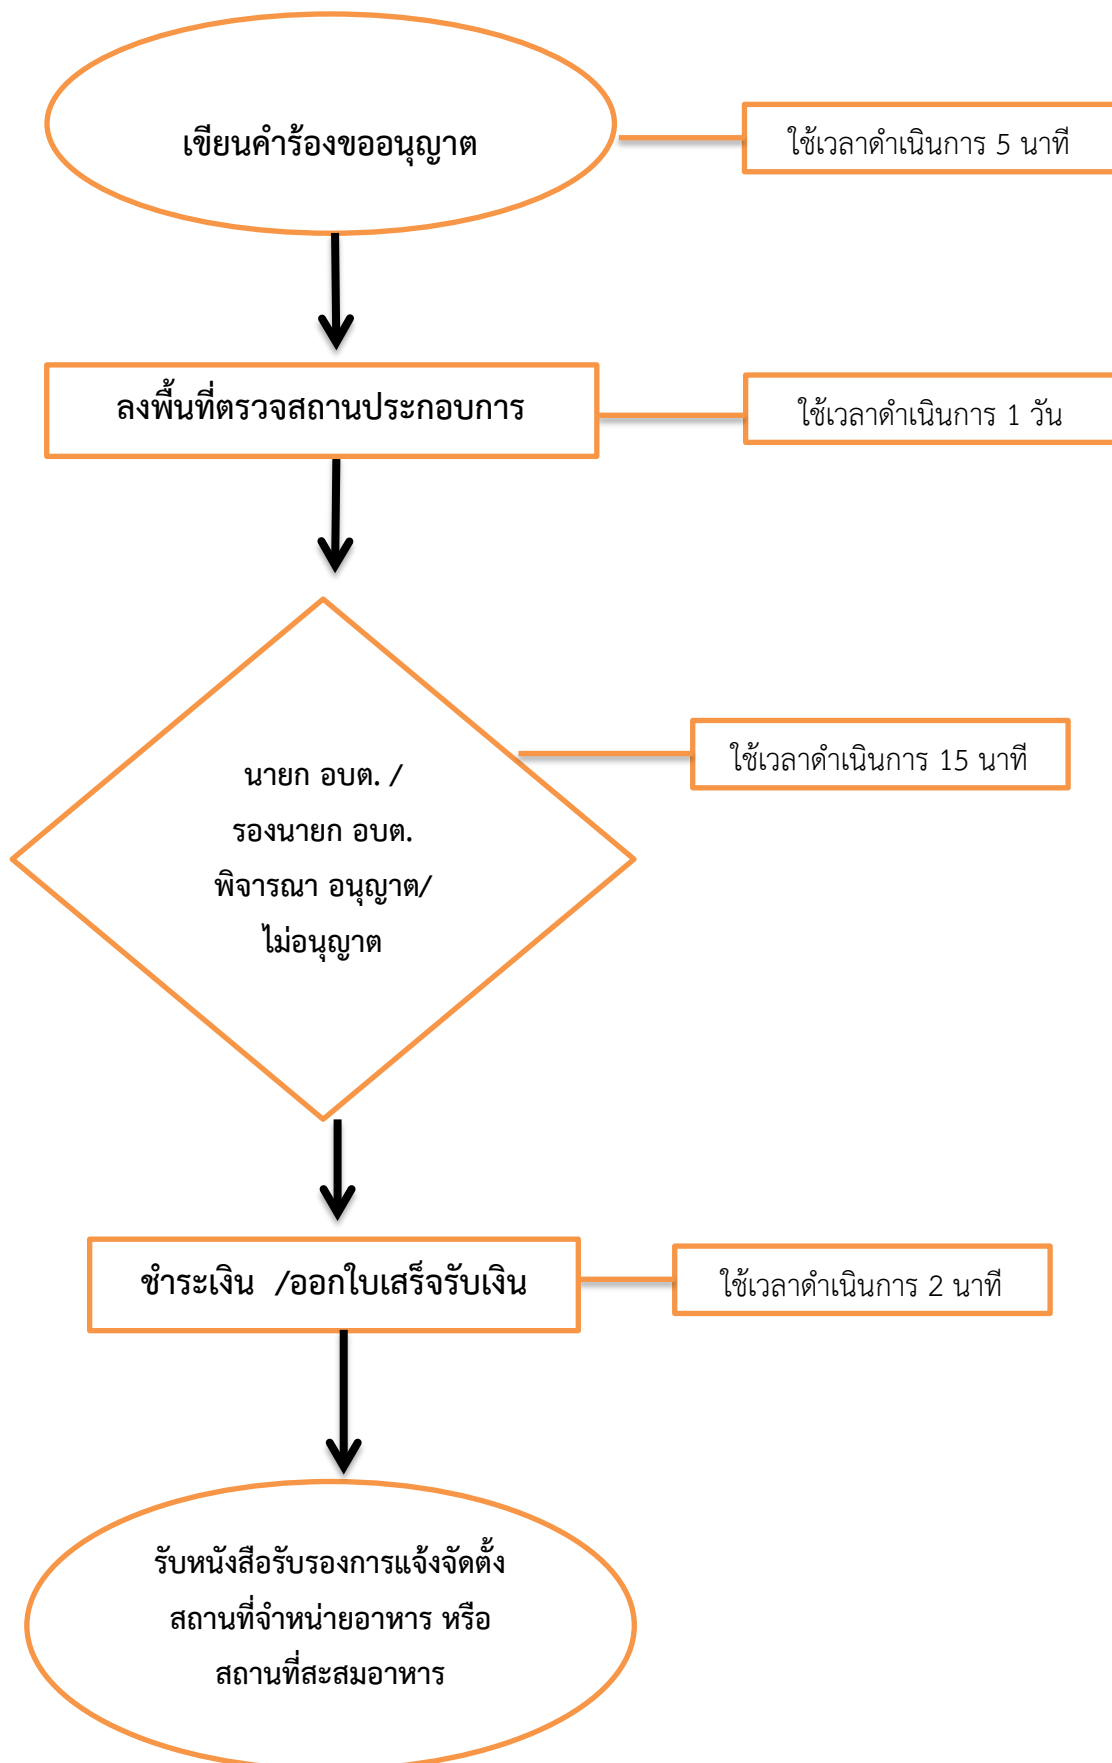 เขียนคำร้องขออนุญาต
ใช้เวลาดำเนินการ 5 นาที
ลงพื้นที่ตรวจสถานประกอบการ
ใช้เวลาดำเนินการ 1 วัน
นายก อบต. /
รองนายก อบต.
พิจารณา อนุญาต/
ไม่อนุญาต
ใช้เวลาดำเนินการ 15 นาที
ชำระเงิน /ออกใบเสร็จรับเงิน
ใช้เวลาดำเนินการ 2 นาที
รับหนังสือรับรองการแจ้งจัดตั้ง
สถานที่จำหน่ายอาหาร หรือ
สถานที่สะสมอาหาร